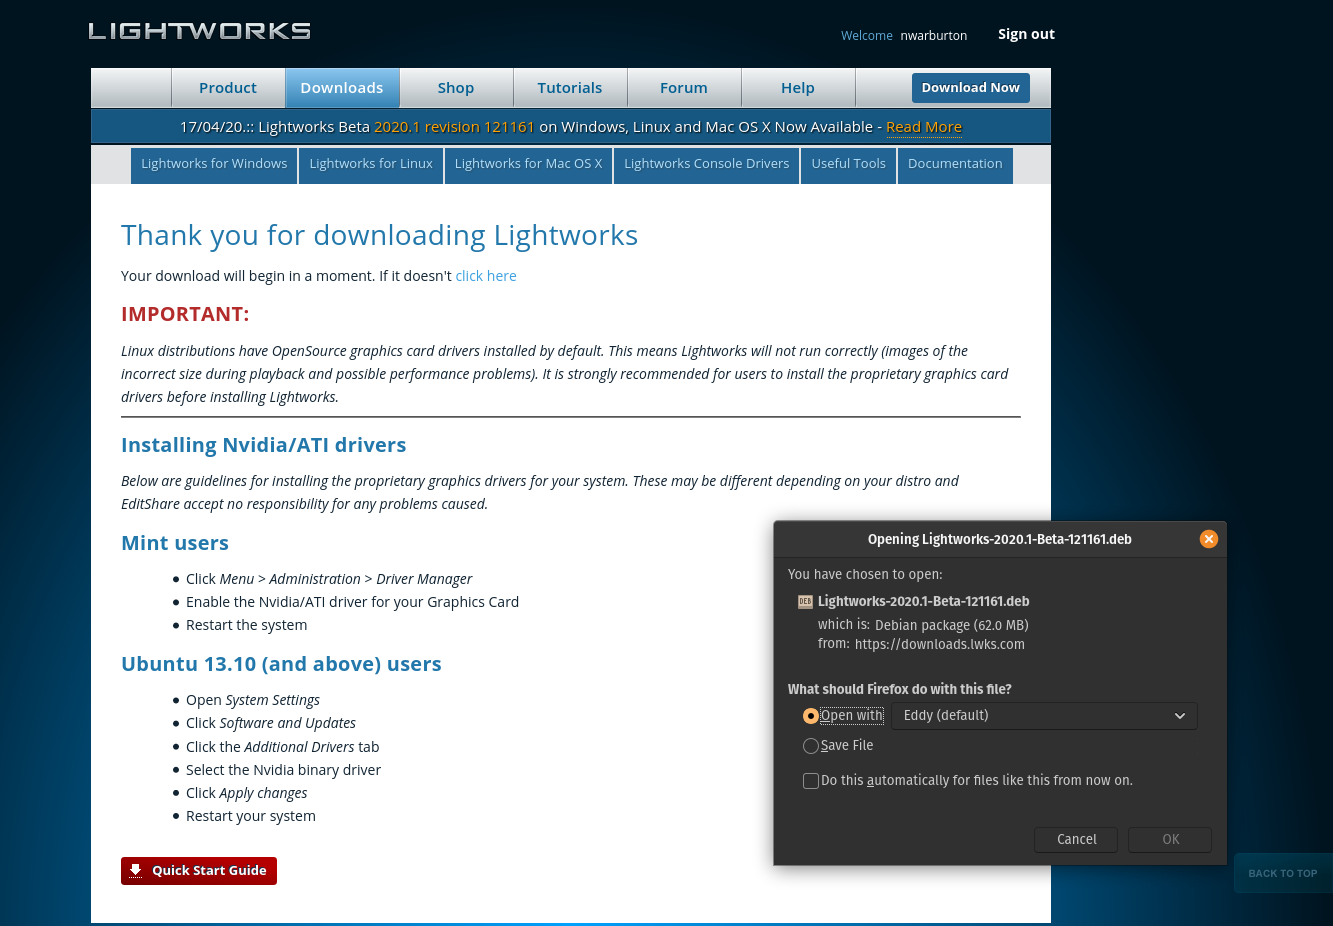 LIGHTWORKS
Welcome nwarburton Sign out
Product Downloads Shop Tutorials Forum Help Download Now
17/04/20.:: Lightworks Beta 2020.1 revision 121161 on Windows, Linux and Mac OS X Now Available - Read More
Lightworks for Windows Lightworks for Linux Lightworks for Mac OS X Lightworks Console Drivers Useful Tools Documentation
Thank you for downloading Lightworks
Your download will begin in a moment. If it doesn't click here
IMPORTANT:
Linux distributions have OpenSource graphics card drivers installed by default. This means Lightworks will not run correctly (images of the
incorrect size during playback and possible performance problems). It is strongly recommended for users to install the proprietary graphics card
drivers before installing Lightworks.
Installing Nvidia/ATI drivers
Below are guidelines for installing the proprietary graphics drivers for your system. These may be different depending on your distro and
EditShare accept no responsibility for any problems caused.
Mint users
Click Menu > Administration > Driver Manager
Enable the Nvidia/ATI driver for your Graphics Card
Restart the system
Ubuntu 13.10 (and above) users
Open System Settings
Click Software and Updates
Click the Additional Drivers tab
Select the Nvidia binary driver
Click Apply changes
Restart your system
Quick Start Guide
Opening Lightworks-2020.1-Beta-121161.deb
You have chosen to open:
DEB Lightworks-2020.1-Beta-121161.deb
which is: Debian package (62.0 MB)
from: https://downloads.lwks.com
What should Firefox do with this file?
Open with Eddy (default)
Save File
Do this automatically for files like this from now on.
Cancel OK
BACK TO TOP